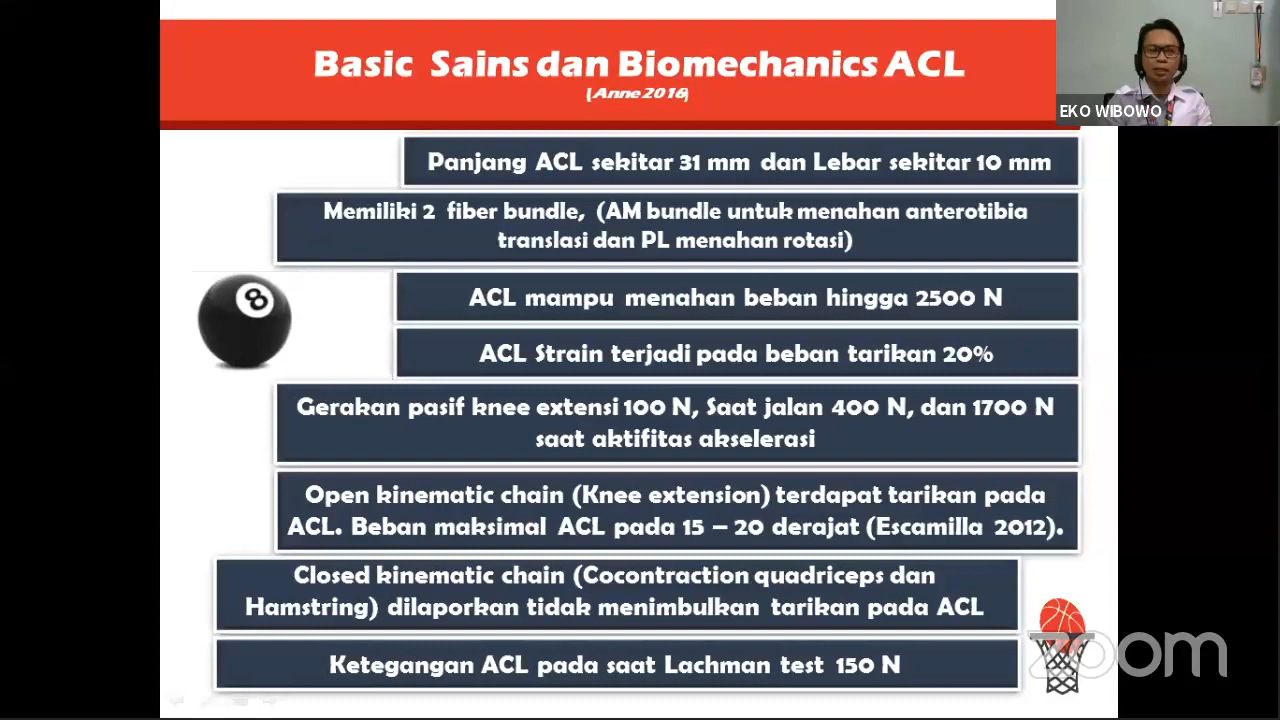 Basic Sains dan Biomechanics ACL
(Anne 2016)
EKO WIBOWO
Panjang ACL sekitar 31 mm dan Lebar sekitar 10 mm
Memiliki 2 fiber bundle, (AM bundle untuk menahan anterotibia
translasi dan PL menahan rotasi)
8
ACL mampu menahan beban hingga 2500 N
ACL Strain terjadi pada beban tarikan 20%
Gerakan pasif knee extensi 100 N, Saat jalan 400 N, dan 1700 N
saat aktifitas akselerasi
Open kinematic chain (Knee extension) terdapat tarikan pada
ACL. Beban maksimal ACL pada 15 – 20 derajat (Escamilla 2012).
Closed kinematic chain (Cocontraction quadriceps dan
Hamstring) dilaporkan tidak menimbulkan tarikan pada ACL
Ketegangan ACL pada saat Lachman test 150 N
zoom